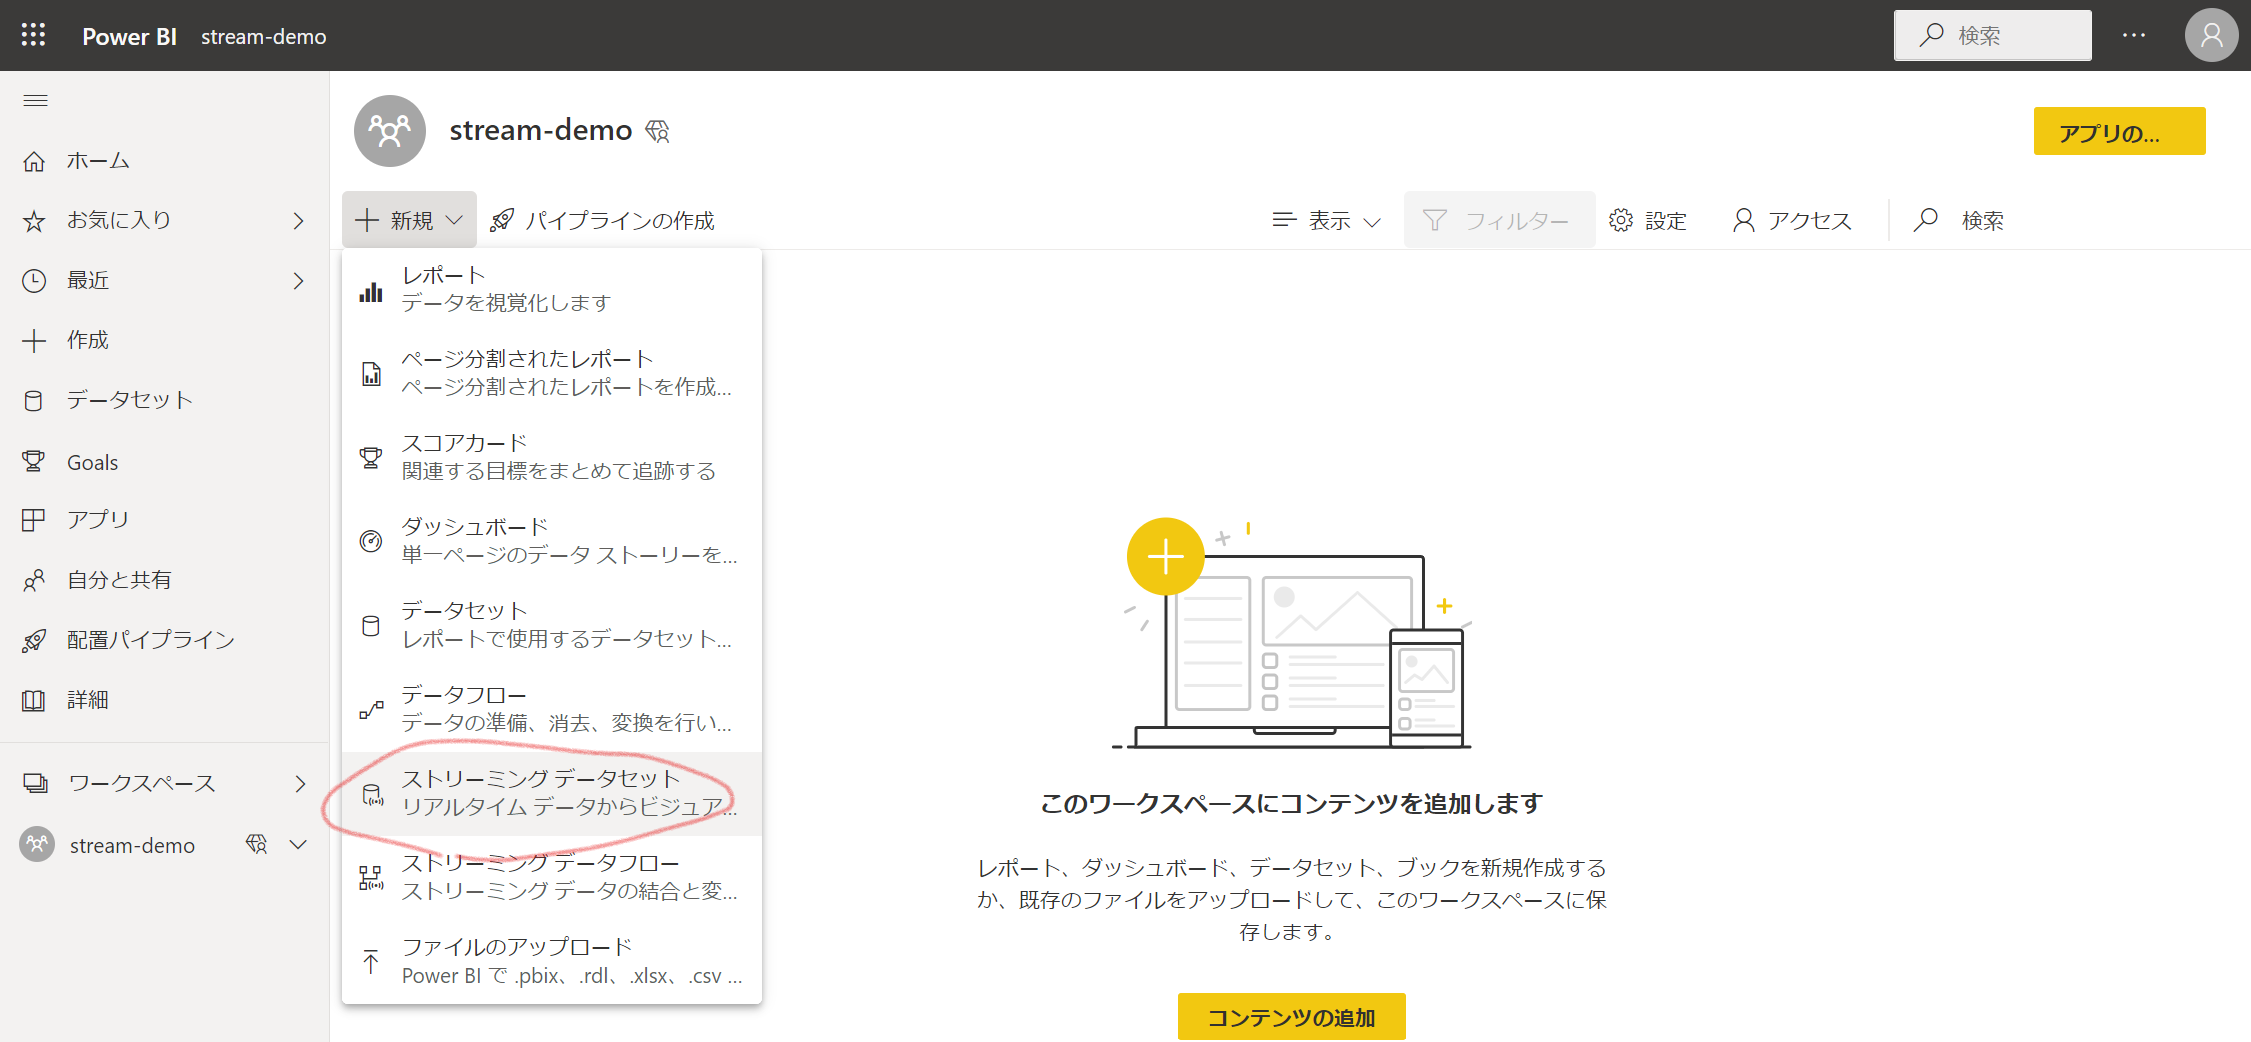 Power BI stream-demo
検索
ホーム
お気に入り
最近
作成
データセット
Goals
アプリ
自分と共有
配置パイプライン
詳細
ワークスペース
stream-demo
stream-demo
アプリの...
新規 パイプラインの作成
表示 フィルター 設定 アクセス 検索
レポート
データを視覚化します
ページ分割されたレポート
ページ分割されたレポートを作成...
スコアカード
関連する目標をまとめて追跡する
ダッシュボード
単一ページのデータ ストーリーを...
データセット
レポートで使用するデータセット...
データフロー
データの準備、消去、変換を行い...
ストリーミング データセット
リアルタイム データからビジュア...
ストリーミング データフロー
ストリーミング データの結合と変...
ファイルのアップロード
Power BI で .pbix、.rdl、.xlsx、.csv ...
このワークスペースにコンテンツを追加します
レポート、ダッシュボード、データセット、ブックを新規作成する
か、既存のファイルをアップロードして、このワークスペースに保
存します。
コンテンツの追加